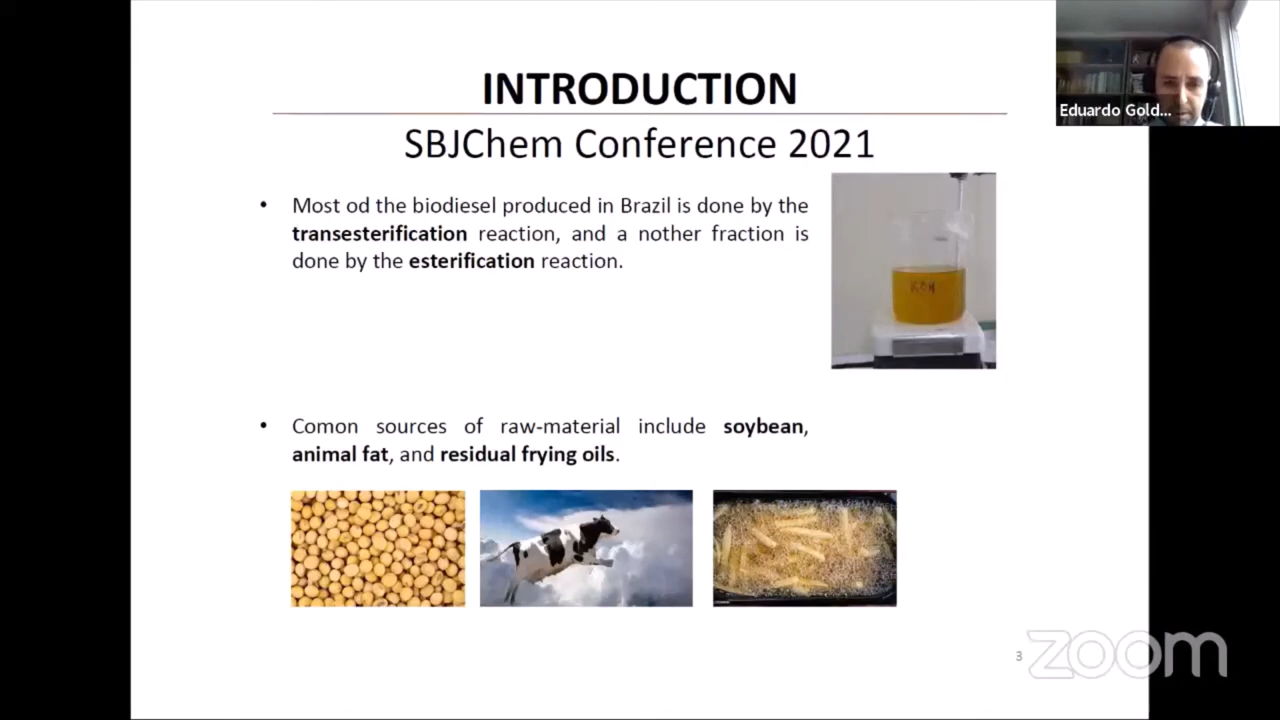 INTRODUCTION
SBJChem Conference 2021
Eduardo Gold...
• Most od the biodiesel produced in Brazil is done by the
transesterification reaction, and a nother fraction is
done by the esterification reaction.
KOH
• Comon sources of raw-material include soybean,
animal fat, and residual frying oils.
3
zoom